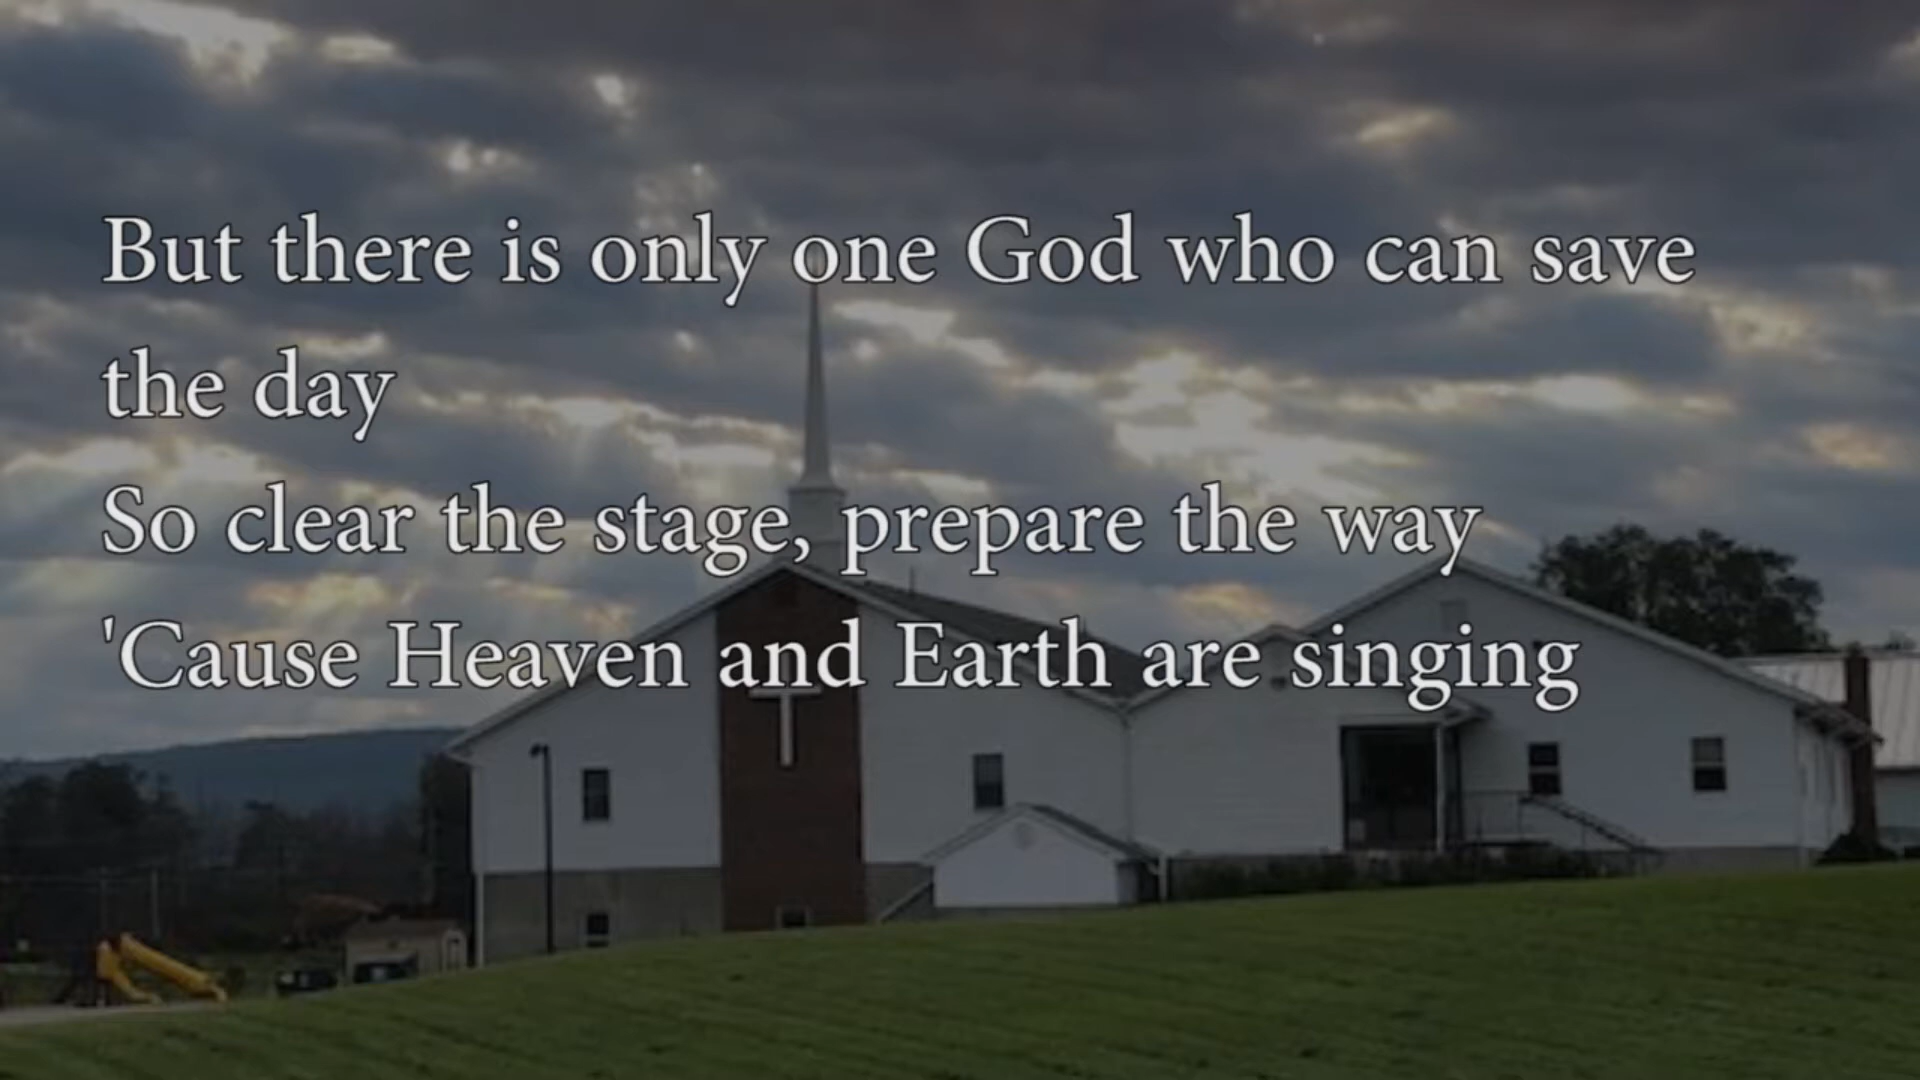 But there is only one God who can save
the day
So clear the stage, prepare the way
'Cause Heaven and Earth are singing